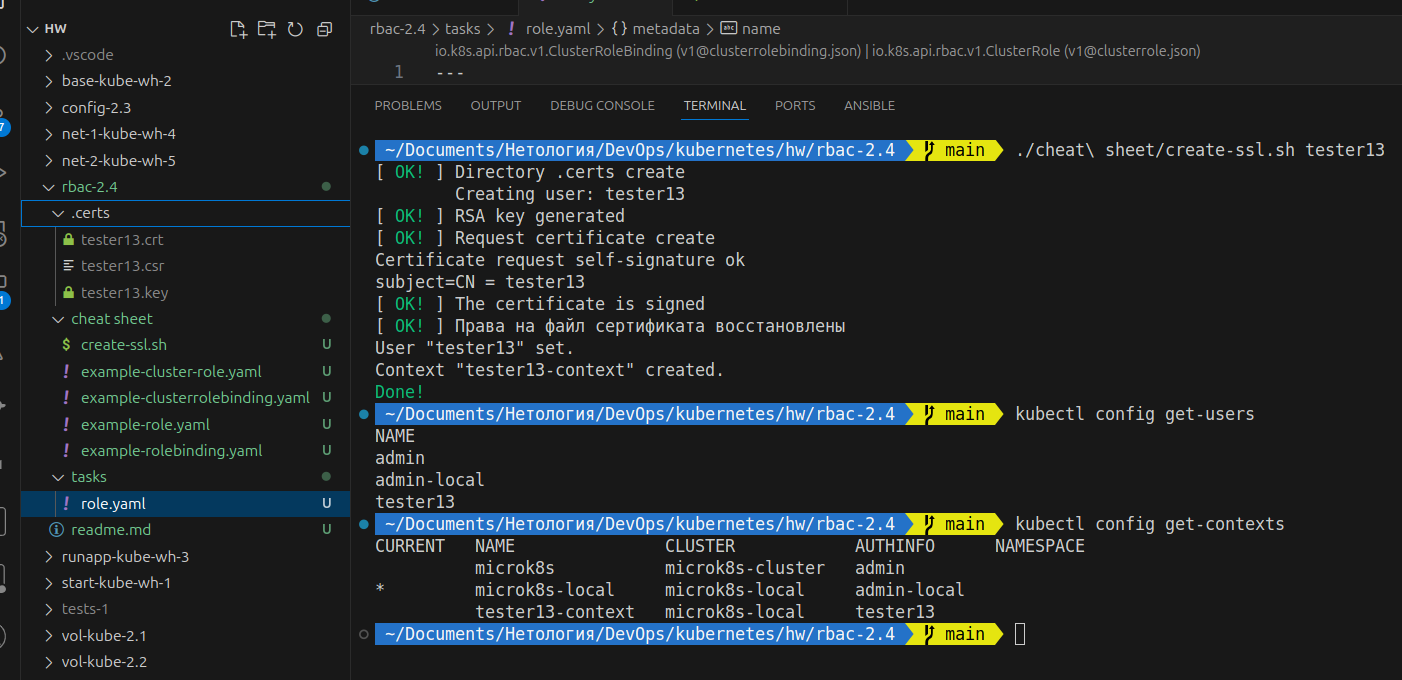 HW
.vscode
base-kube-wh-2
config-2.3
net-1-kube-wh-4
net-2-kube-wh-5
rbac-2.4
.certs
tester13.crt
tester13.csr
tester13.key
cheat sheet
create-ssl.sh U
example-cluster-role.yaml U
example-clusterrolebinding.yaml U
example-role.yaml U
example-rolebinding.yaml U
tasks
role.yaml U
readme.md U
runapp-kube-wh-3
start-kube-wh-1
tests-1
vol-kube-2.1
vol-kube-2.2
rbac-2.4 > tasks > ! role.yaml > {} metadata > abc name
io.k8s.api.rbac.v1.ClusterRoleBinding (v1@clusterrolebinding.json) | io.k8s.api.rbac.v1.ClusterRole (v1@clusterrole.json)
1 ---
PROBLEMS OUTPUT DEBUG CONSOLE TERMINAL PORTS ANSIBLE
~/Documents/Нетология/DevOps/kubernetes/hw/rbac-2.4 main ./cheat\ sheet/create-ssl.sh tester13
[ OK! ] Directory .certs create
Creating user: tester13
[ OK! ] RSA key generated
[ OK! ] Request certificate create
Certificate request self-signature ok
subject=CN = tester13
[ OK! ] The certificate is signed
[ OK! ] Права на файл сертификата восстановлены
User "tester13" set.
Context "tester13-context" created.
Done!
~/Documents/Нетология/DevOps/kubernetes/hw/rbac-2.4 main kubectl config get-users
NAME
admin
admin-local
tester13
~/Documents/Нетология/DevOps/kubernetes/hw/rbac-2.4 main kubectl config get-contexts
CURRENT NAME CLUSTER AUTHINFO NAMESPACE
microk8s microk8s-cluster admin
* microk8s-local microk8s-local admin-local
tester13-context microk8s-local tester13
~/Documents/Нетология/DevOps/kubernetes/hw/rbac-2.4 main